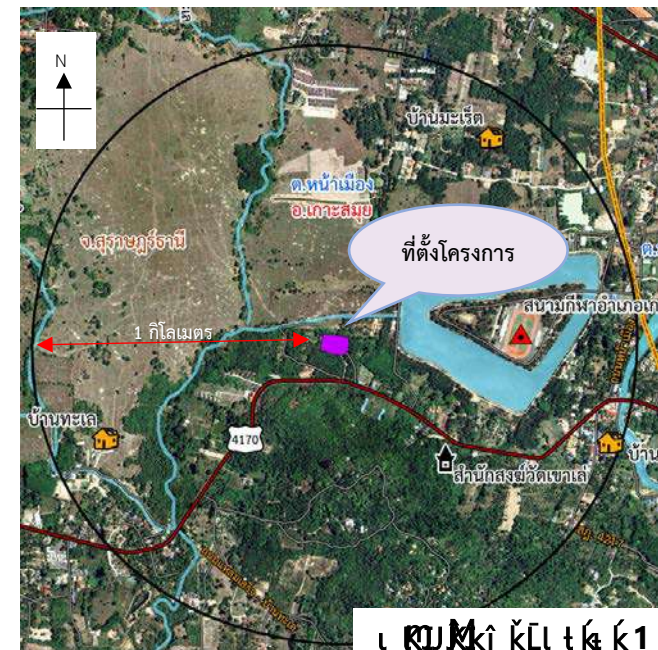 N
บ้านมะเร็ต
ต.หน้าเมือง
อ.เกาะสมุย
จ.สุราษฎร์ธานี
ที่ตั้งโครงการ
ต.
สนามกีฬาอำเภอเก
1 กิโลเมตร
บ้านทะเล
4170
บ้าน
สำนักสงฆ์วัดเขาเล่
สฎ. 4247